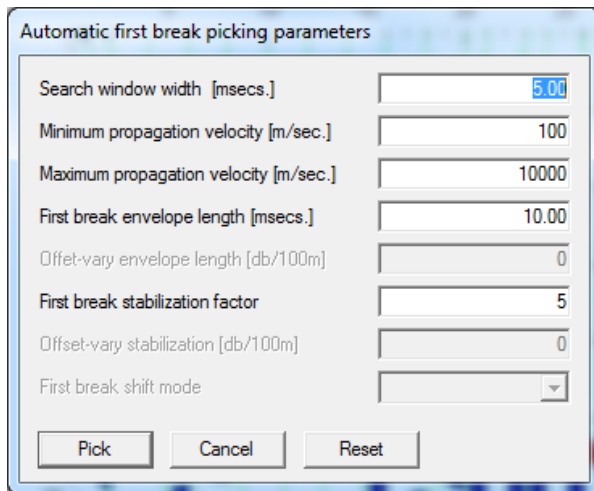 Automatic first break picking parameters
Search window width [msecs.] 5.00
Minimum propagation velocity [m/sec.] 100
Maximum propagation velocity [m/sec.] 10000
First break envelope length [msecs.] 10.00
Offet-vary envelope length [db/100m] 0
First break stabilization factor 5
Offset-vary stabilization [db/100m] 0
First break shift mode
Pick Cancel Reset